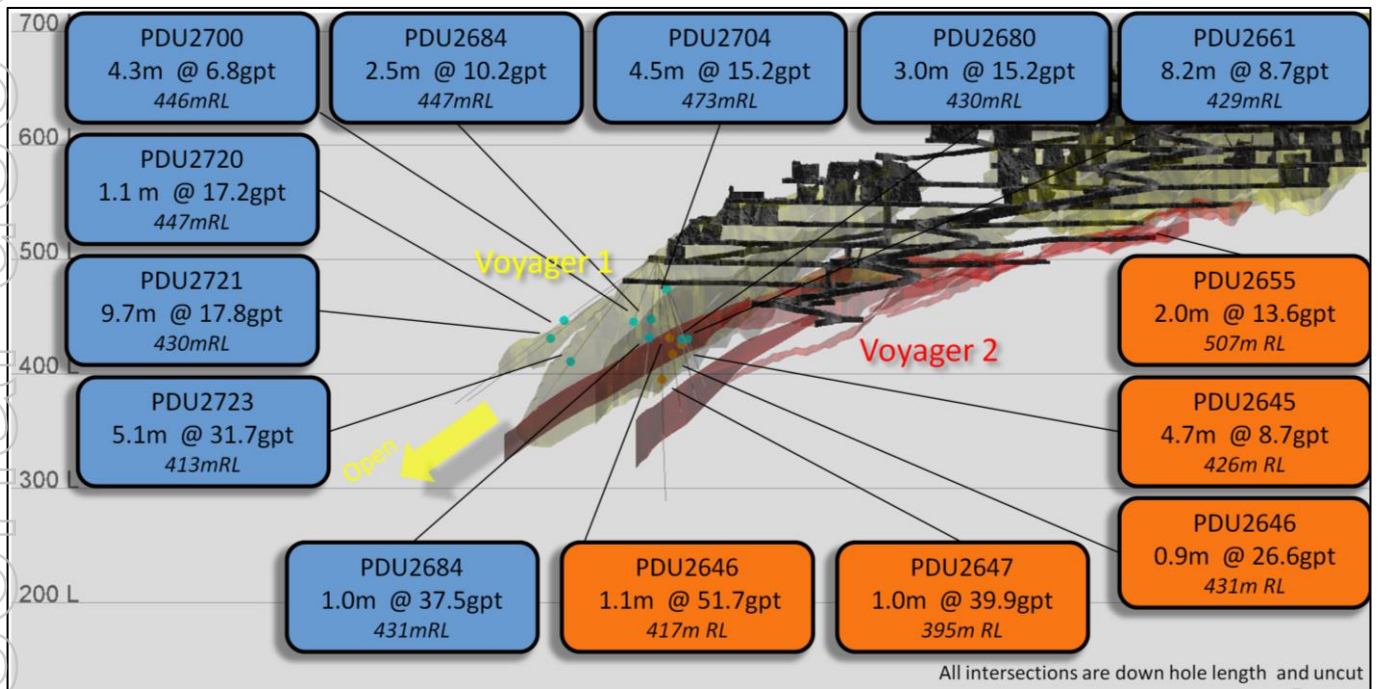 700 L
PDU2700
4.3m @ 6.8gpt
446mRL
PDU2684
2.5m @ 10.2gpt
447mRL
PDU2704
4.5m @ 15.2gpt
473mRL
PDU2680
3.0m @ 15.2gpt
430mRL
PDU2661
8.2m @ 8.7gpt
429mRL
600 L
PDU2720
1.1 m @ 17.2gpt
447mRL
500 L
Voyager 1
PDU2721
9.7m @ 17.8gpt
430mRL
PDU2655
2.0m @ 13.6gpt
507m RL
Voyager 2
400 L
PDU2723
5.1m @ 31.7gpt
413mRL
Open
PDU2645
4.7m @ 8.7gpt
426m RL
300 L
PDU2646
0.9m @ 26.6gpt
431m RL
PDU2684
1.0m @ 37.5gpt
431mRL
PDU2646
1.1m @ 51.7gpt
417m RL
PDU2647
1.0m @ 39.9gpt
395m RL
200 L
All intersections are down hole length and uncut